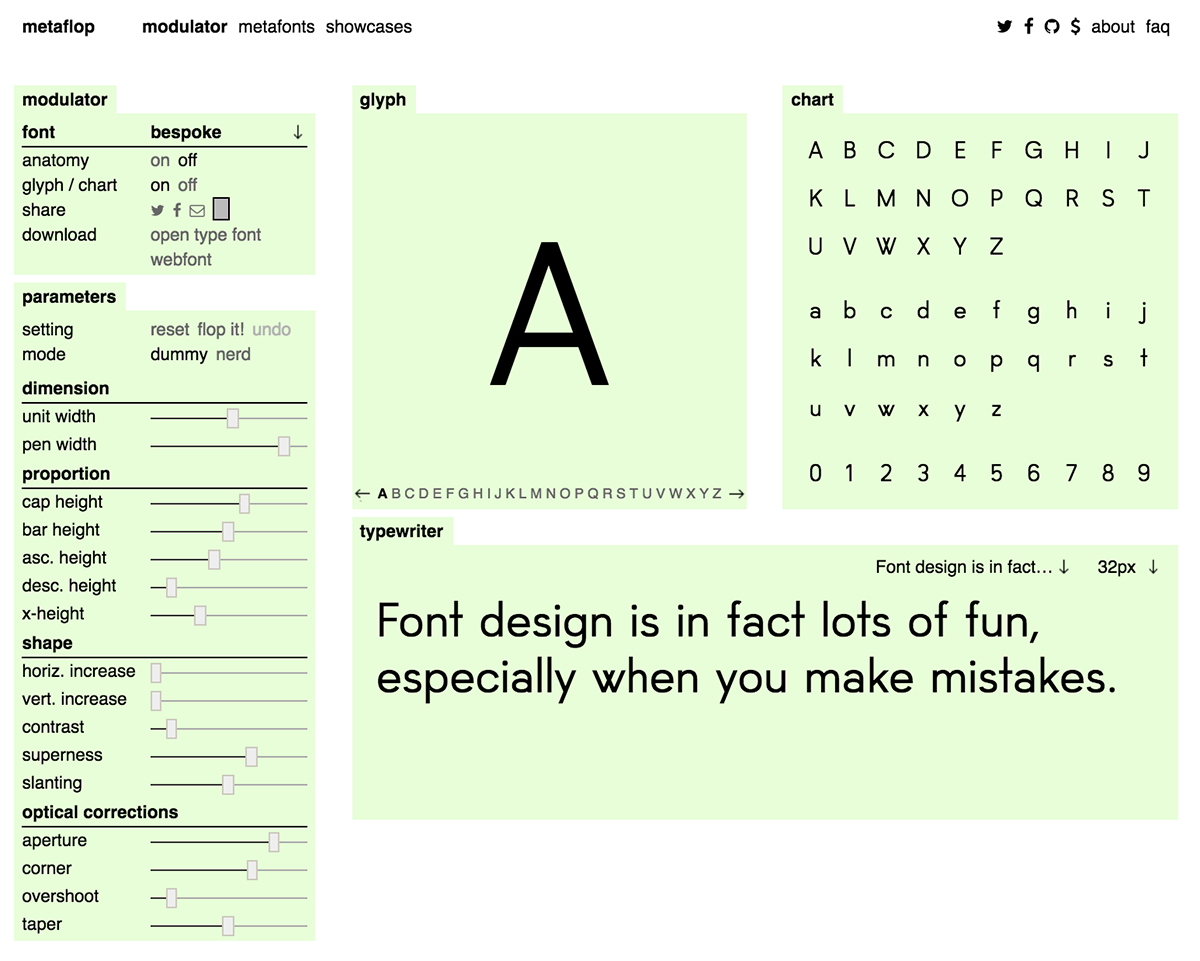 metaflop modulator metafonts showcases $ about faq
modulator
font bespoke ↓
anatomy on off
glyph / chart on off
share
download open type font
webfont
parameters
setting reset flop it! undo
mode dummy nerd
dimension
unit width
pen width
proportion
cap height
bar height
asc. height
desc. height
x-height
shape
horiz. increase
vert. increase
contrast
superness
slanting
optical corrections
aperture
corner
overshoot
taper
glyph
A
← A B C D E F G H I J K L M N O P Q R S T U V W X Y Z →
chart
A B C D E F G H I J
K L M N O P Q R S T
U V W X Y Z
a b c d e f g h i j
k l m n o p q r s t
u v w x y z
0 1 2 3 4 5 6 7 8 9
typewriter
Font design is in fact... ↓ 32px ↓
Font design is in fact lots of fun,
especially when you make mistakes.